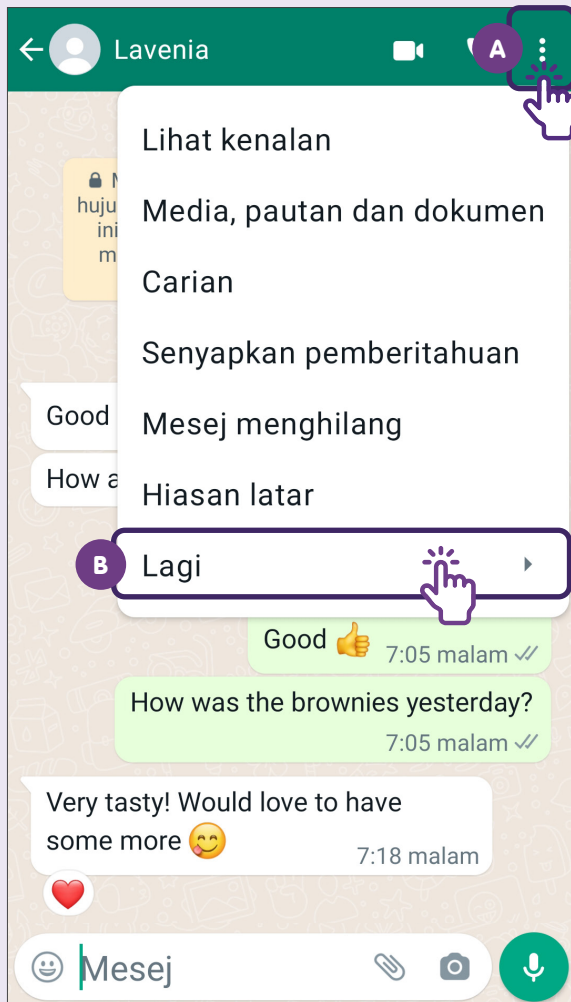 Lavenia
A
Lihat kenalan
Media, pautan dan dokumen
Carian
Senyapkan pemberitahuan
Mesej menghilang
Hiasan latar
B Lagi
huju
ini
m
Good
How a
Good 👍 7:05 malam
How was the brownies yesterday?
7:05 malam
Very tasty! Would love to have
some more 😋 7:18 malam
❤️
Mesej